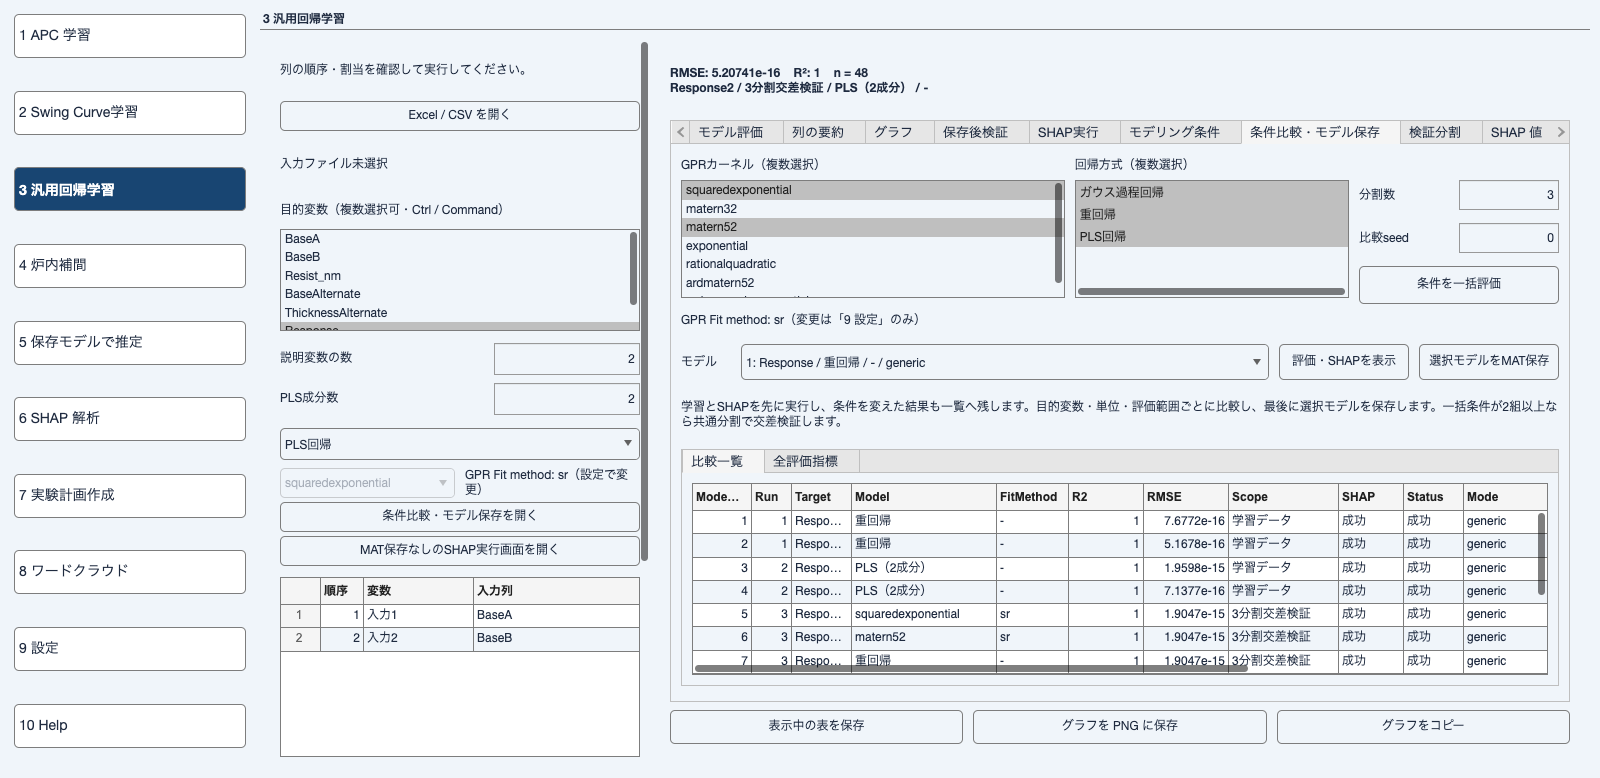 1 APC 学習
2 Swing Curve学習
3 汎用回帰学習
4 炉内補間
5 保存モデルで推定
6 SHAP 解析
7 実験計画作成
8 ワードクラウド
9 設定
10 Help
3 汎用回帰学習
列の順序・割当を確認して実行してください。
Excel / CSV を開く
入力ファイル未選択
目的変数（複数選択可・Ctrl / Command）
BaseA
BaseB
Resist_nm
BaseAlternate
ThicknessAlternate
Response
説明変数の数 2
PLS成分数 2
PLS回帰
squaredexponential
GPR Fit method: sr（設定で変
更）
条件比較・モデル保存を開く
MAT保存なしのSHAP実行画面を開く
順序 変数 入力列
1 1 入力1 BaseA
2 2 入力2 BaseB
RMSE: 5.20741e-16 R²: 1 n = 48
Response2 / 3分割交差検証 / PLS（2成分） / -
モデル評価 列の要約 グラフ 保存後検証 SHAP実行 モデリング条件 条件比較・モデル保存 検証分割 SHAP 値
GPRカーネル（複数選択）
squaredexponential
matern32
matern52
exponential
rationalquadratic
ardmatern52
回帰方式（複数選択）
ガウス過程回帰
重回帰
PLS回帰
分割数 3
比較seed 0
条件を一括評価
GPR Fit method: sr（変更は「9 設定」のみ）
モデル 1: Response / 重回帰 / - / generic 評価・SHAPを表示 選択モデルをMAT保存
学習とSHAPを先に実行し、条件を変えた結果も一覧へ残します。目的変数・単位・評価範囲ごとに比較し、最後に選択モデルを保存します。一括条件が2組以上な
ら共通分割で交差検証します。
比較一覧 全評価指標
Mode... Run Target Model FitMethod R2 RMSE Scope SHAP Status Mode
1 1 Respo... 重回帰 - 1 7.6772e-16 学習データ 成功 成功 generic
2 1 Respo... 重回帰 - 1 5.1678e-16 学習データ 成功 成功 generic
3 2 Respo... PLS（2成分） - 1 1.9598e-15 学習データ 成功 成功 generic
4 2 Respo... PLS（2成分） - 1 7.1377e-16 学習データ 成功 成功 generic
5 3 Respo... squaredexponential sr 1 1.9047e-15 3分割交差検証 成功 成功 generic
6 3 Respo... matern52 sr 1 1.9047e-15 3分割交差検証 成功 成功 generic
7 3 Respo... 重回帰 - 1 1.9047e-15 3分割交差検証 成功 成功 generic
表示中の表を保存
グラフを PNG に保存
グラフをコピー